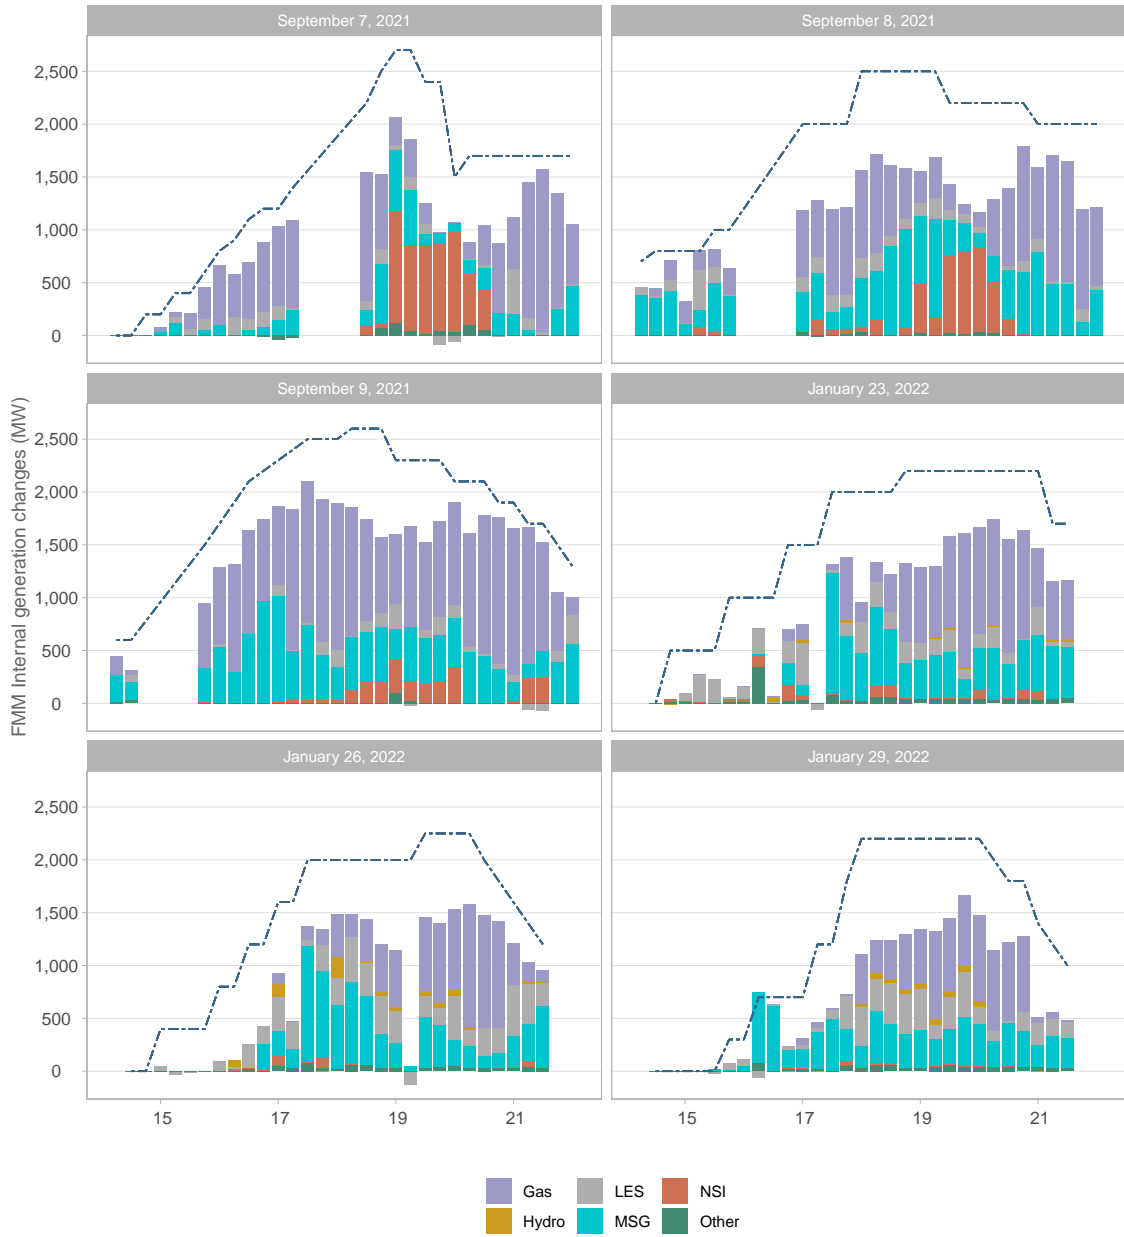 September 7, 2021
September 8, 2021
2,500
2,000
1,500
1,000
500
0
September 9, 2021
January 23, 2022
2,500
2,000
1,500
1,000
500
0
FMM Internal generation changes (MW)
January 26, 2022
January 29, 2022
2,500
2,000
1,500
1,000
500
0
15 17 19 21 15 17 19 21
Gas LES NSI
Hydro MSG Other